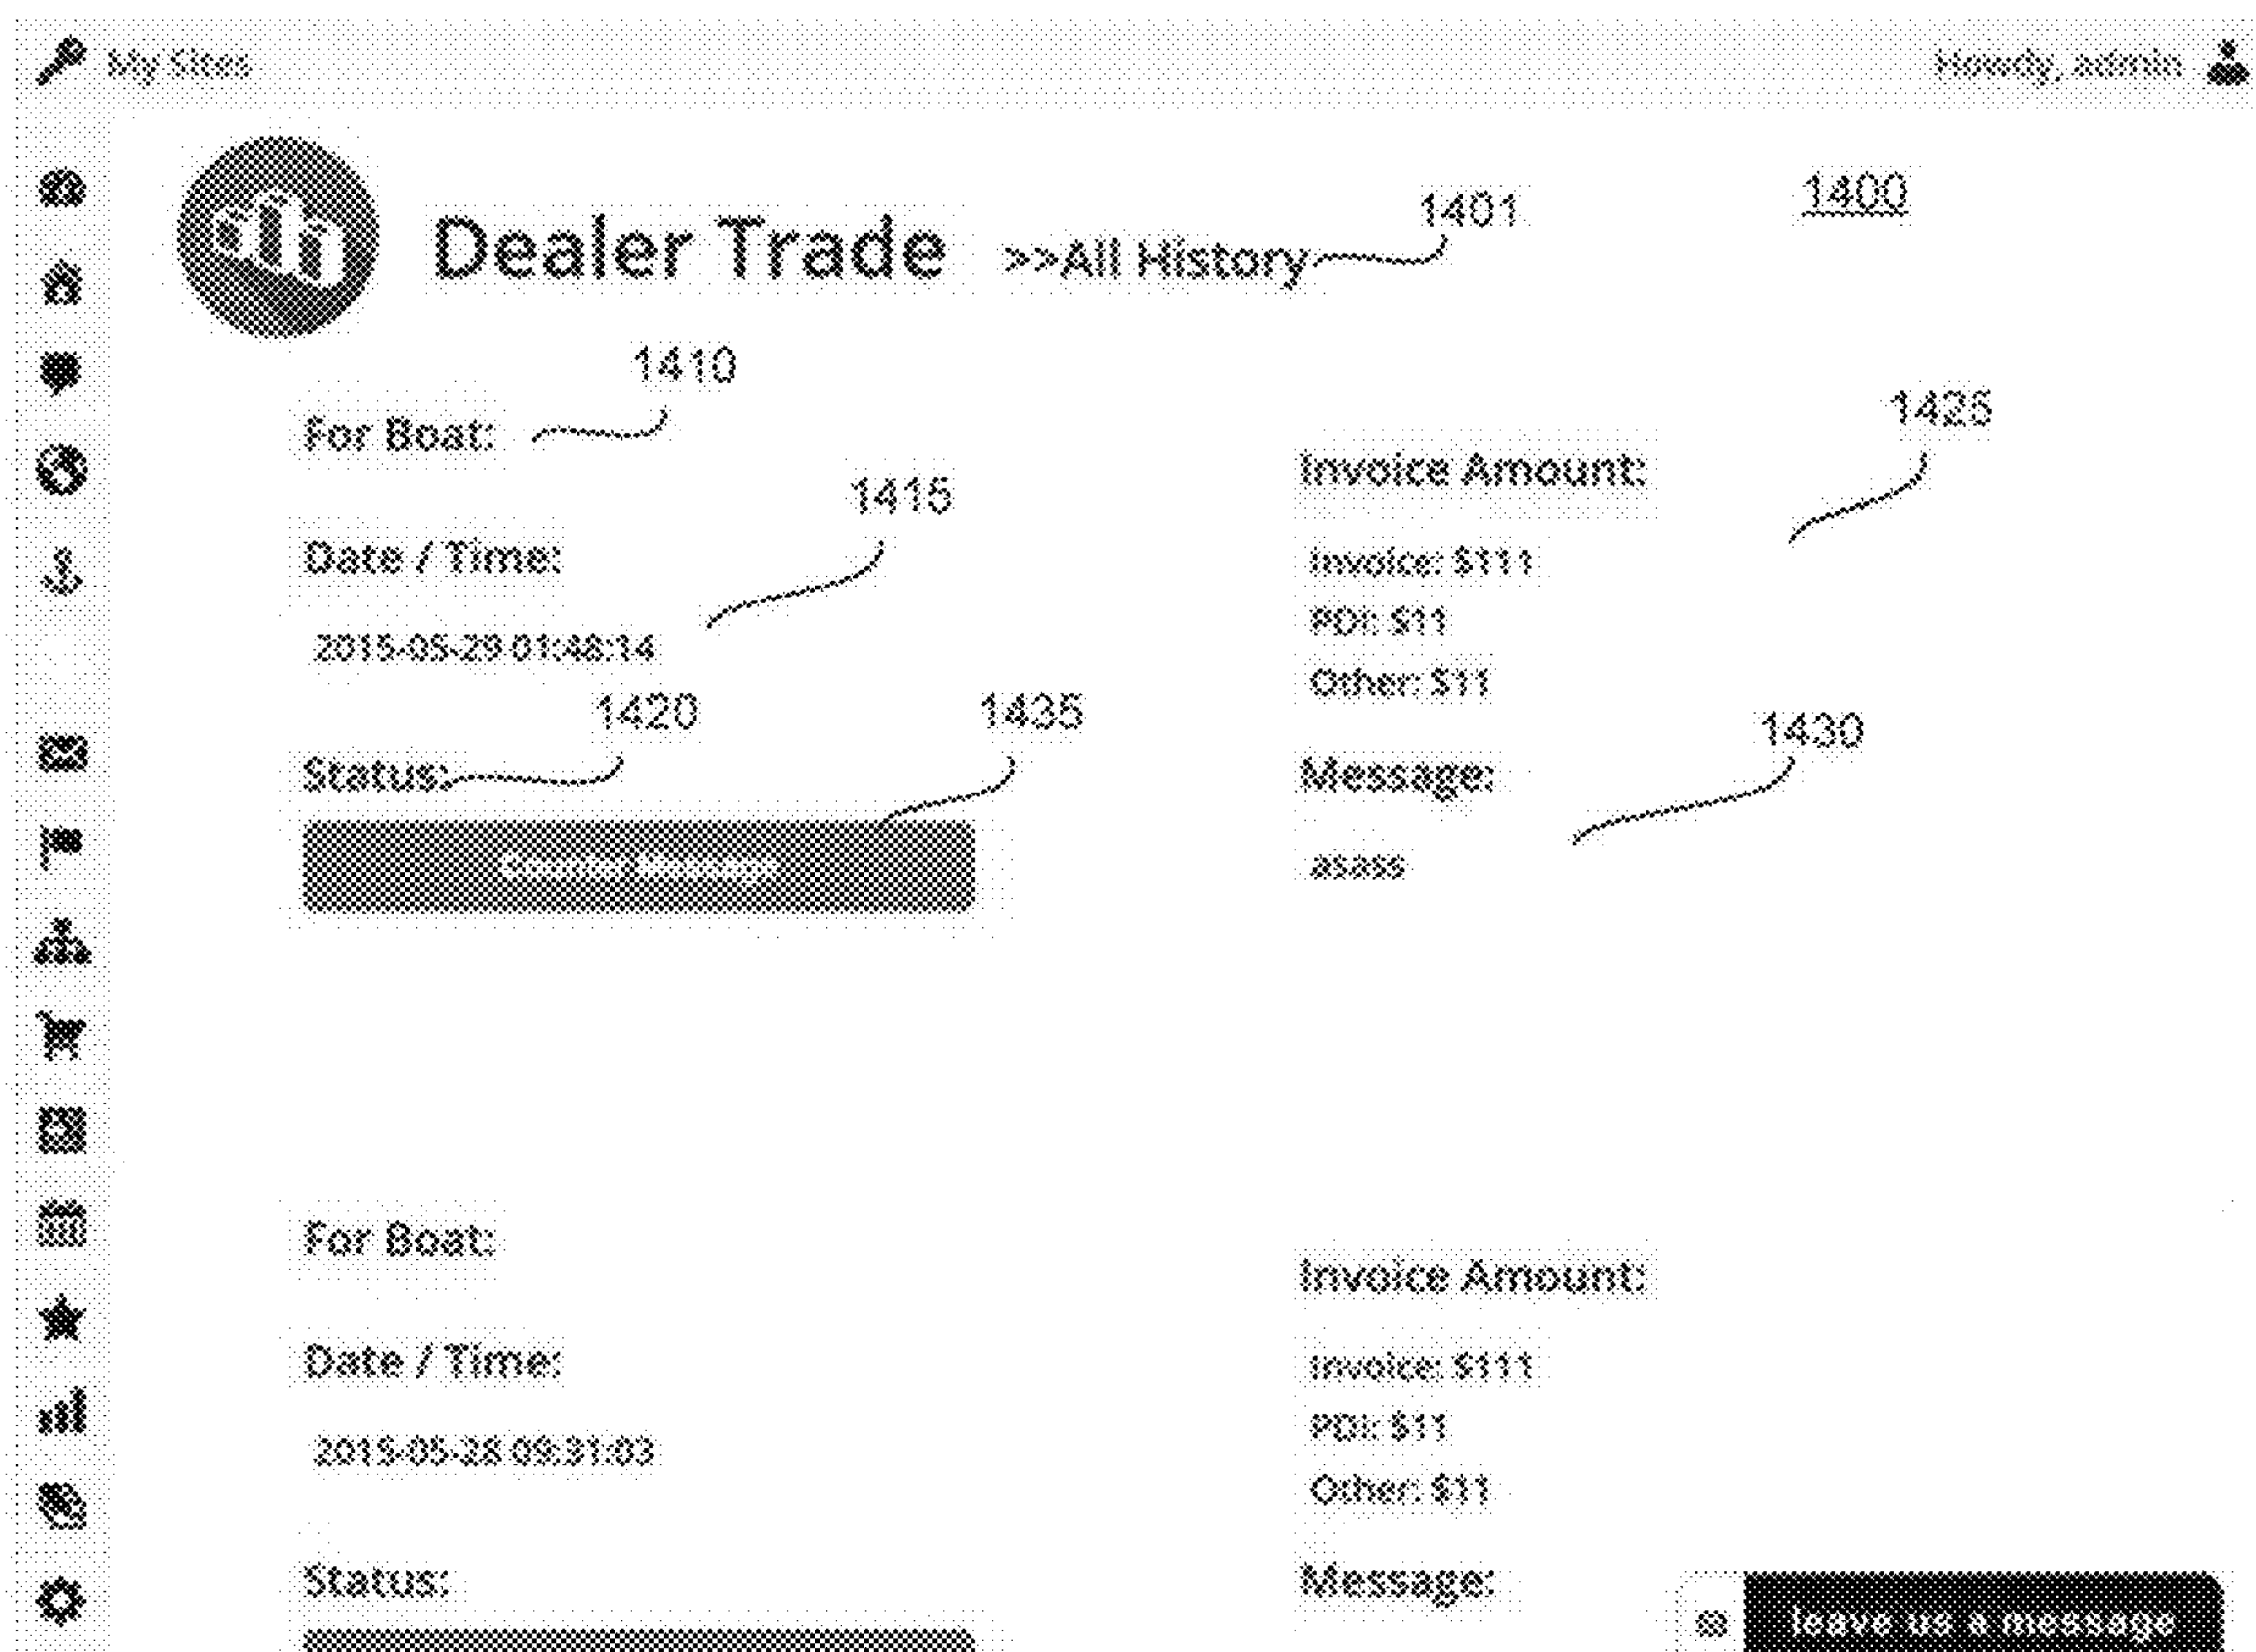 My Sites
Howdy, admin
1400
1401
Dealer Trade >>All History
1410
For Boat:
1415
Date / Time:
2015-05-29 01:48:14
1420
1435
Status:
Counter Message
1425
Invoice Amount:
Invoice: $111
PDI: $11
Other: $11
1430
Message:
asass
For Boat:
Date / Time:
2015-05-28 09:31:03
Status:
Invoice Amount:
Invoice: $111
PDI: $11
Other: $11
Message:
leave us a message